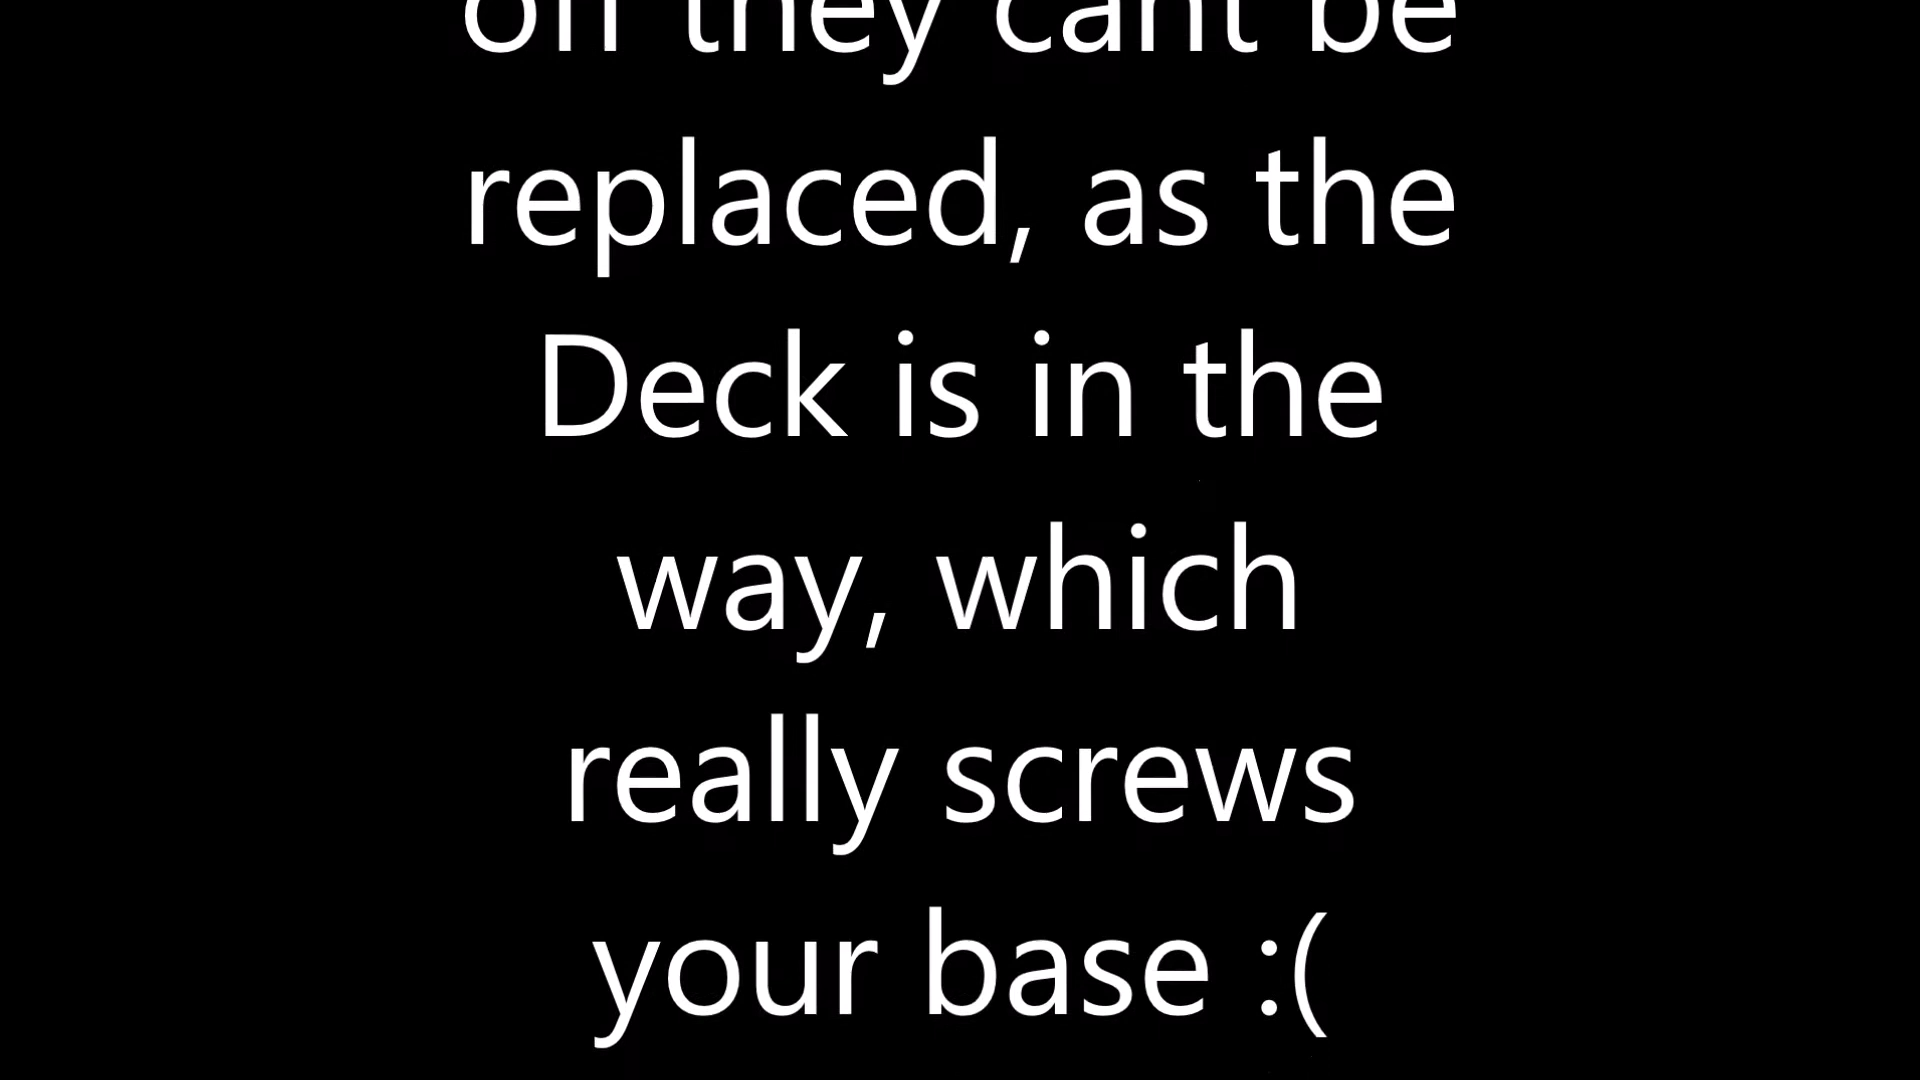 off they cant be
replaced, as the
Deck is in the
way, which
really screws
your base :(